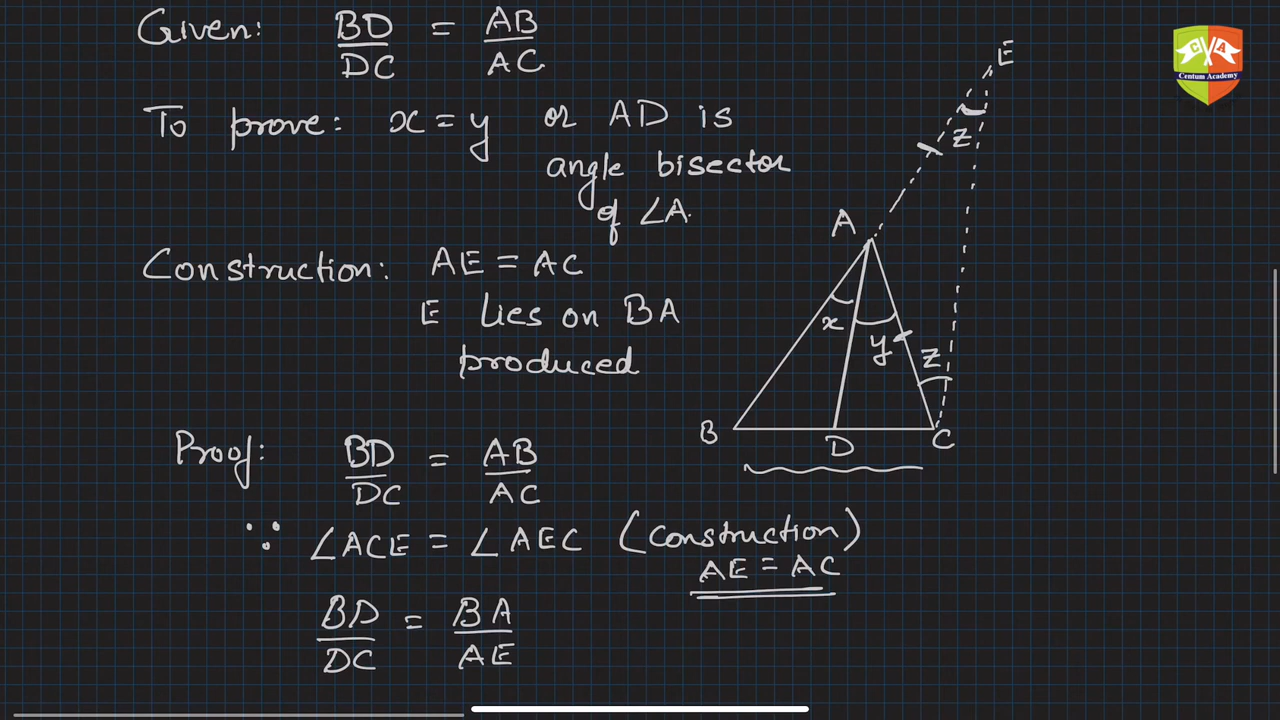 Given: BD/DC = AB/AC
To prove: x = y or AD is
angle bisector
of ∠A.
Construction: AE = AC
E lies on BA
produced
Proof: BD/DC = AB/AC
∵ ∠ACE = ∠AEC (construction)
AE = AC
BD/DC = BA/AE
E
z
A
x
y
z
B
D
C
C A
Centum Academy